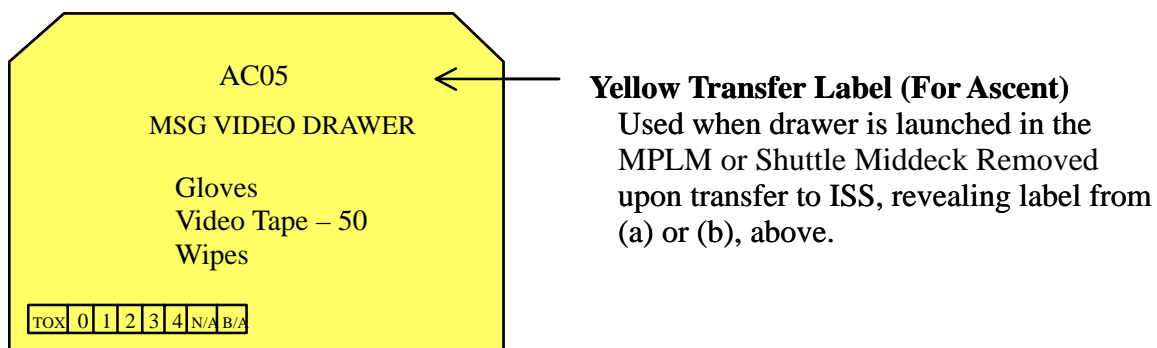 AC05
MSG VIDEO DRAWER
Gloves
Video Tape – 50
Wipes
TOX 0 1 2 3 4 N/A B/A
Yellow Transfer Label (For Ascent)
Used when drawer is launched in the
MPLM or Shuttle Middeck Removed
upon transfer to ISS, revealing label from
(a) or (b), above.